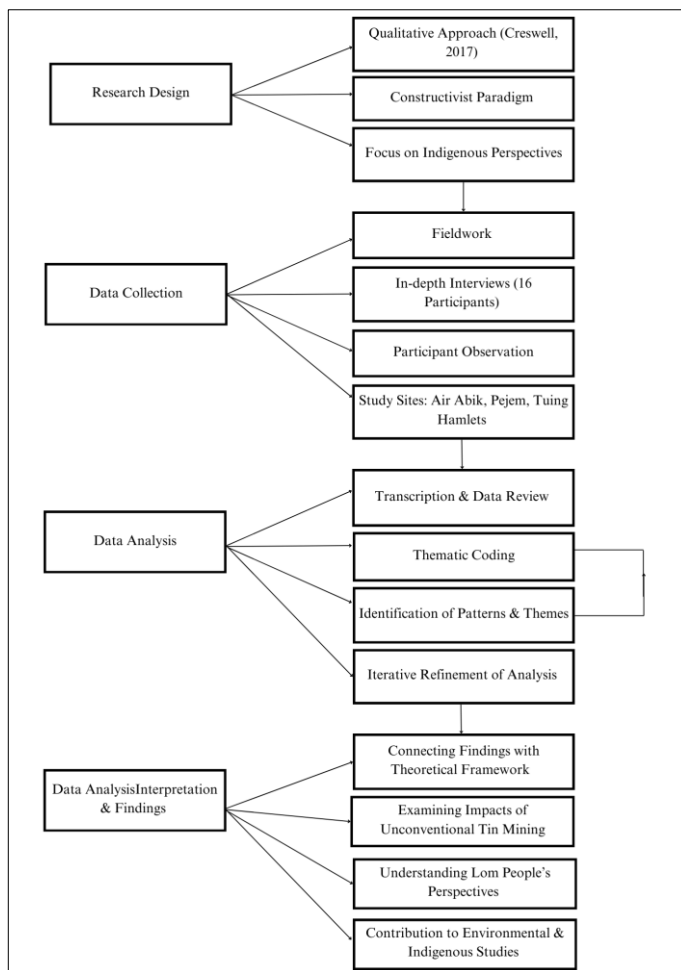 Qualitative Approach (Creswell,
2017)
Research Design
Constructivist Paradigm
Focus on Indigenous Perspectives
Fieldwork
Data Collection
In-depth Interviews (16
Participants)
Participant Observation
Study Sites: Air Abik, Pejem, Tuing
Hamlets
Transcription & Data Review
Data Analysis
Thematic Coding
Identification of Patterns & Themes
Iterative Refinement of Analysis
Connecting Findings with
Theoretical Framework
Data AnalysisInterpretation
& Findings
Examining Impacts of
Unconventional Tin Mining
Understanding Lom People's
Perspectives
Contribution to Environmental &
Indigenous Studies